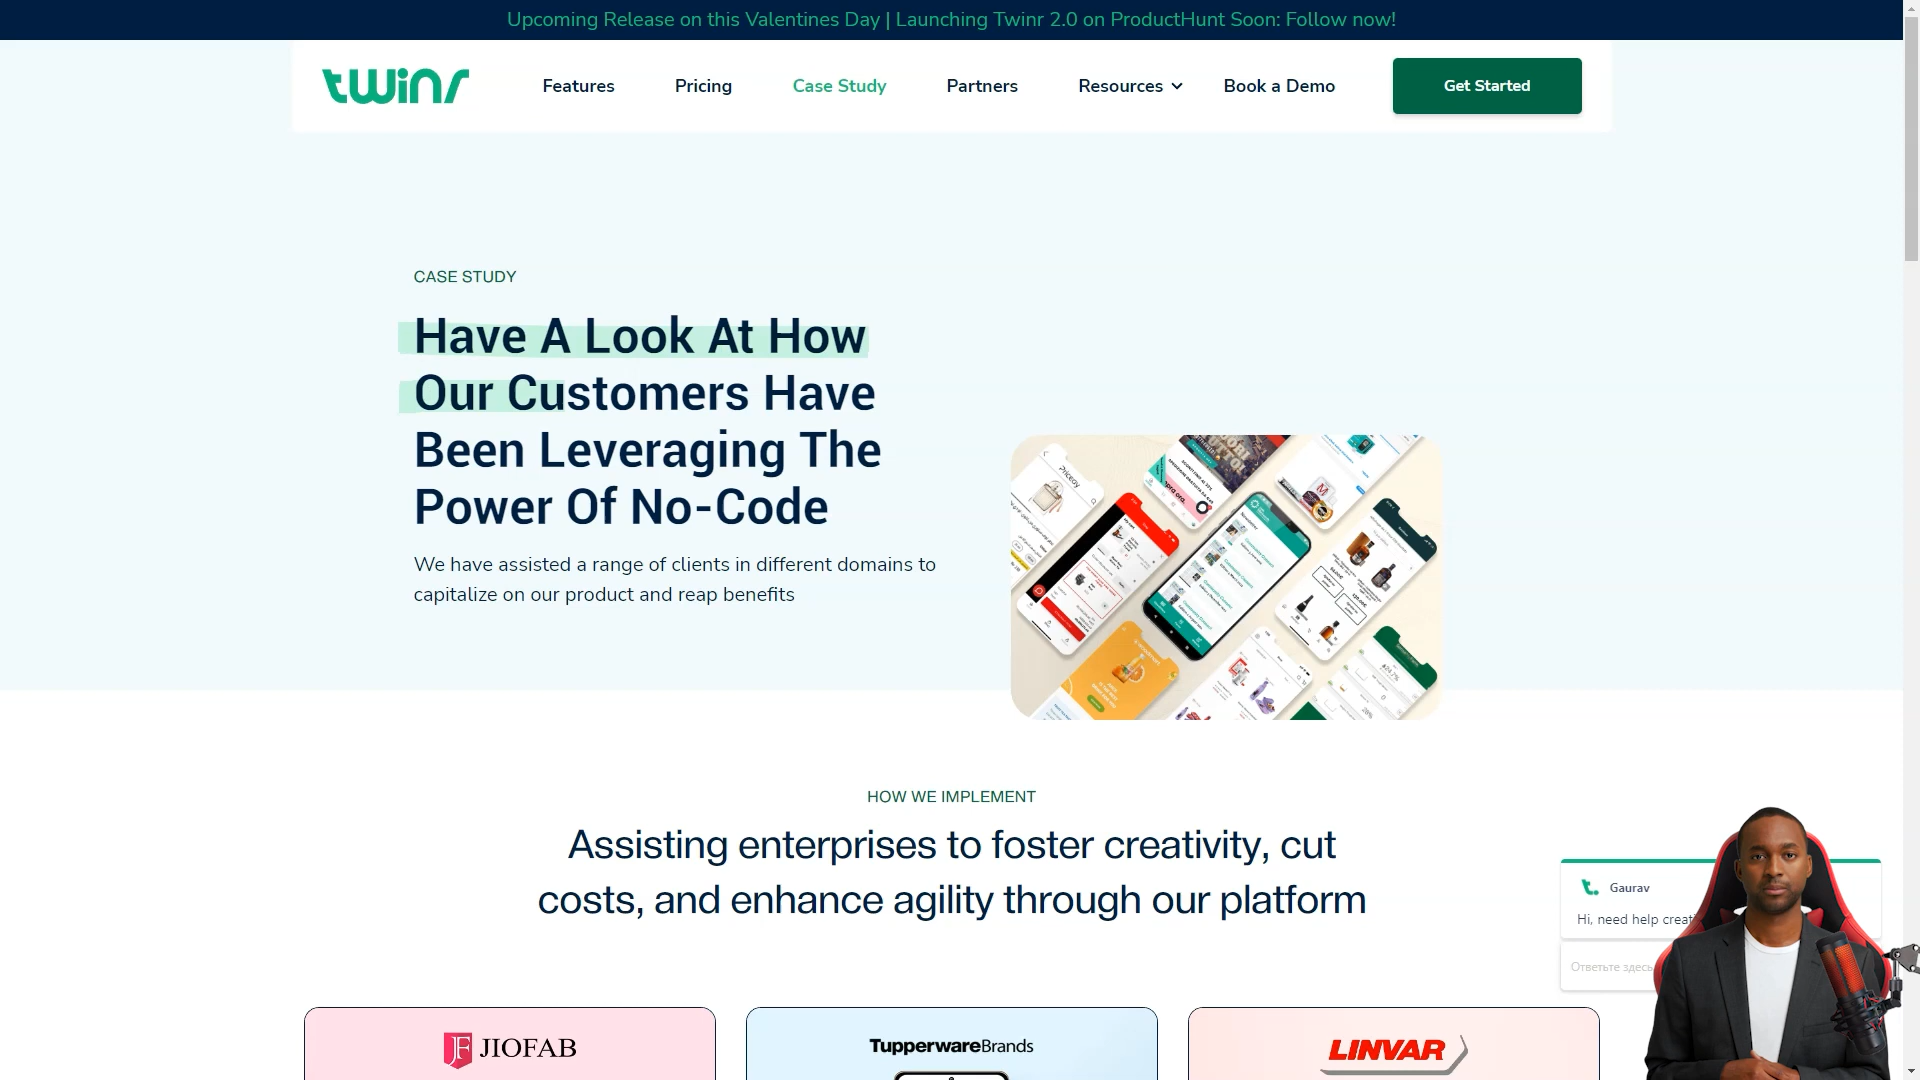 Upcoming Release on this Valentines Day | Launching Twinr 2.0 on ProductHunt Soon: Follow now!
twinr
Features
Pricing
Case Study
Partners
Resources
Book a Demo
Get Started
CASE STUDY
Have A Look At How
Our Customers Have
Been Leveraging The
Power Of No-Code
We have assisted a range of clients in different domains to
capitalize on our product and reap benefits
HOW WE IMPLEMENT
Assisting enterprises to foster creativity, cut
costs, and enhance agility through our platform
t. Gaurav
Hi, need help creat
Ответьте здесь
JF JIOFAB
TupperwareBrands
LINVAR